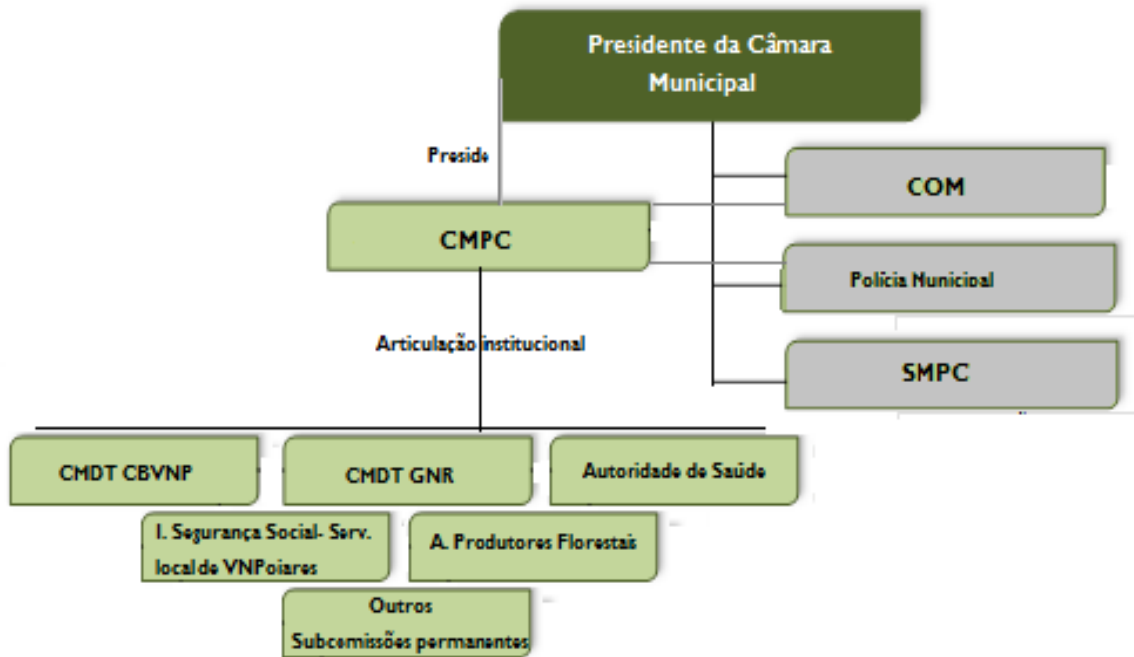 Presidente da Câmara
Municipal
Preside
COM
CMPC
Polícia Municipal
Articulação institucional
SMPC
CMDT CBVNP
CMDT GNR
Autoridade de Saúde
I. Segurança Social- Serv.
local de VNPoiares
A. Produtores Florestais
Outros
Subcomissões permanentes